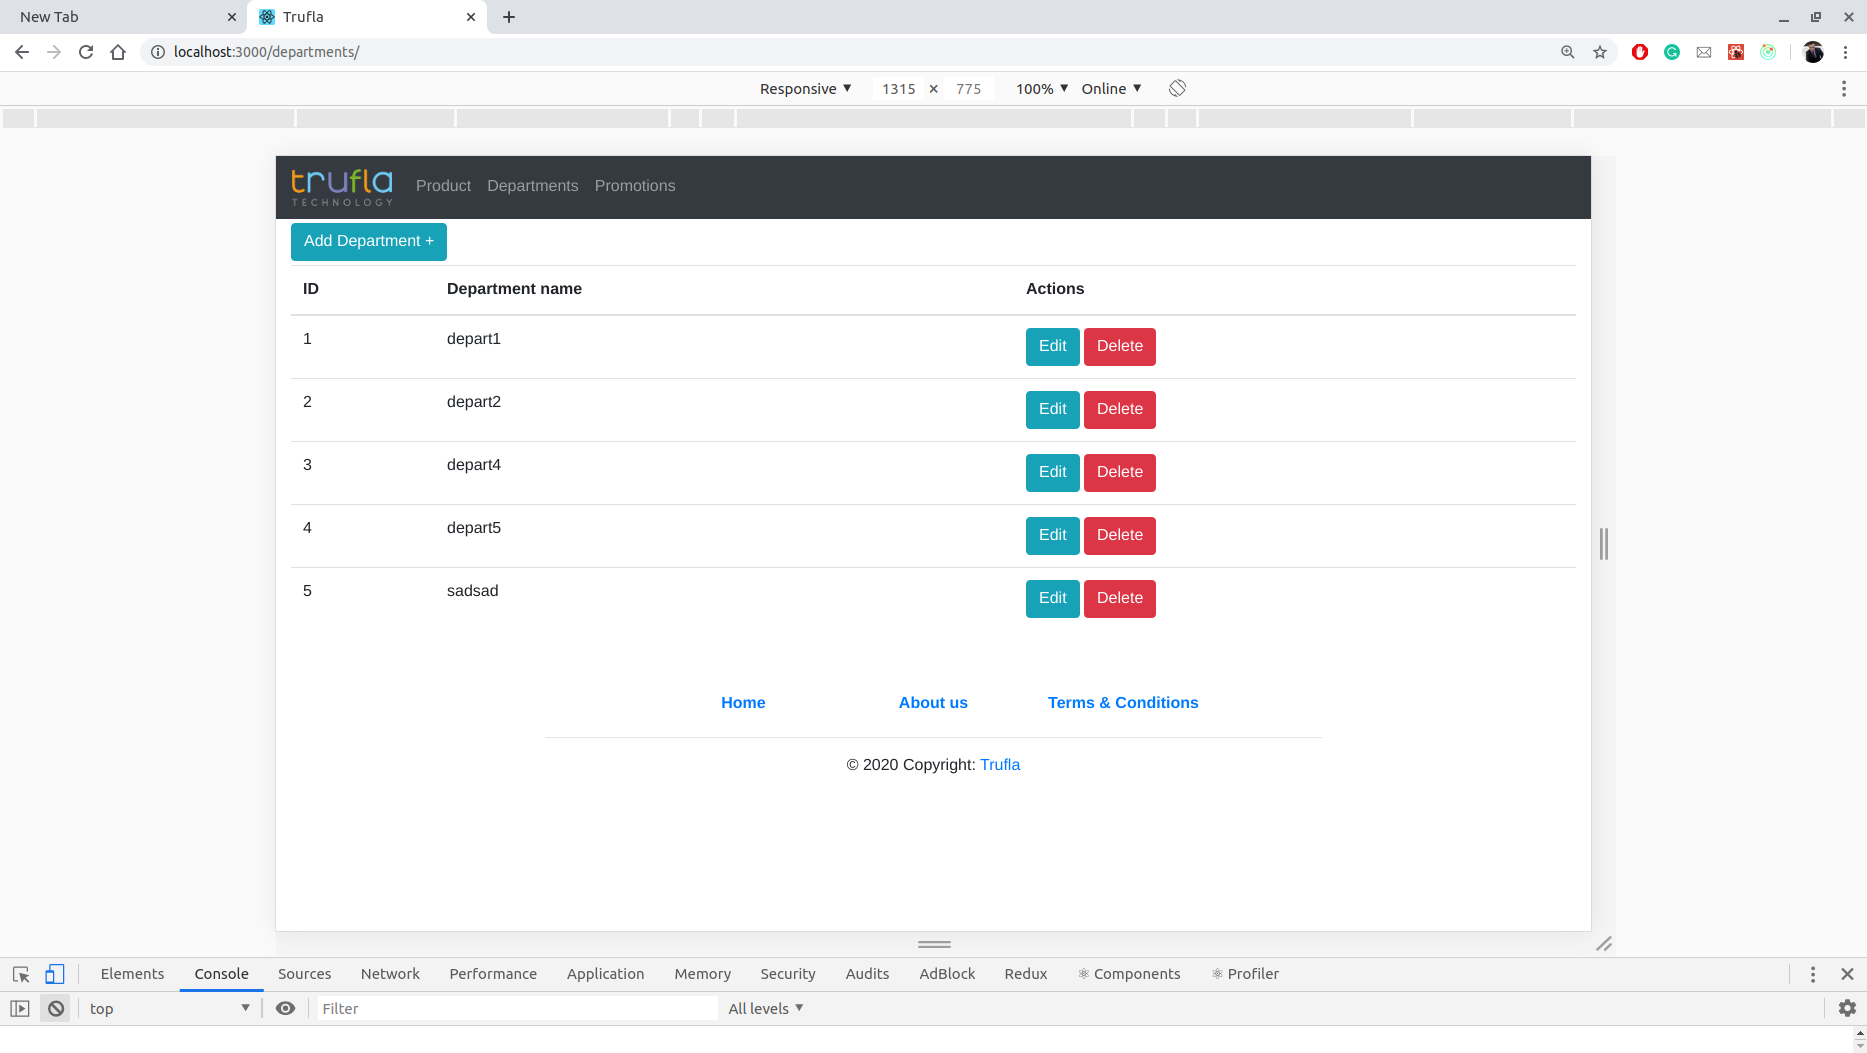 New Tab
Trufla
localhost:3000/departments/
Responsive 1315 × 775 100% Online
trufla
TECHNOLOGY
Product Departments Promotions
Add Department +
ID Department name Actions
1 depart1 Edit Delete
2 depart2 Edit Delete
3 depart4 Edit Delete
4 depart5 Edit Delete
5 sadsad Edit Delete
Home About us Terms & Conditions
© 2020 Copyright: Trufla
Elements Console Sources Network Performance Application Memory Security Audits AdBlock Redux Components Profiler
top Filter All levels